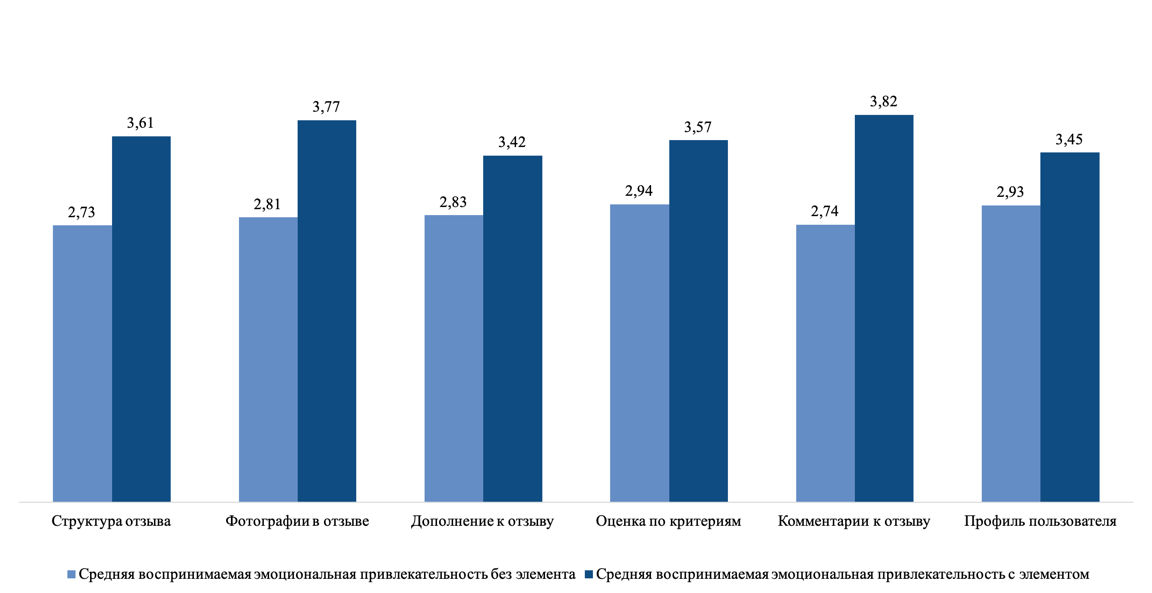 3,61
3,77
3,42
3,57
3,82
3,45
2,73
2,81
2,83
2,94
2,74
2,93
Структура отзыва
Фотографии в отзыве
Дополнение к отзыву
Оценка по критериям
Комментарии к отзыву
Профиль пользователя
Средняя воспринимаемая эмоциональная привлекательность без элемента
Средняя воспринимаемая эмоциональная привлекательность с элементом